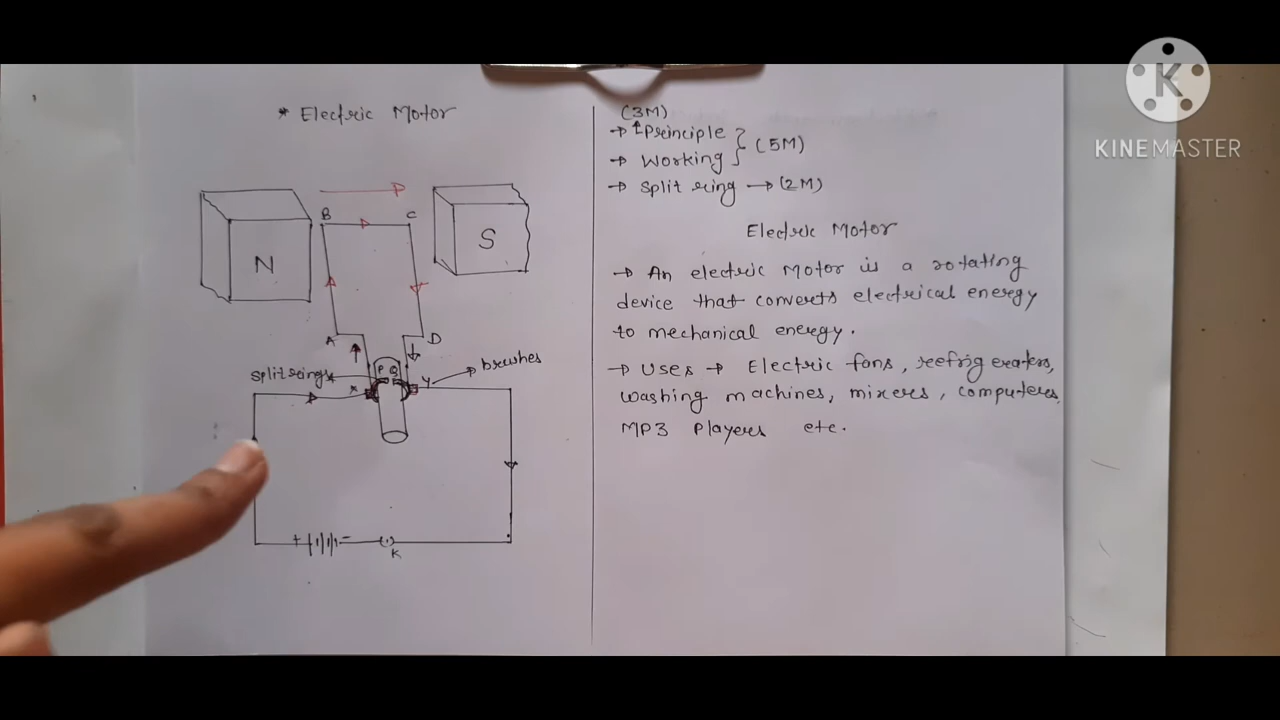 * Electric Motor
B
C
N
S
A
D
P Q
Split rings
X
Y
brushes
+
-
K
(3M)
→ Principle
→ Working } (5M)
→ split ring → (2M)
Electric Motor
→ An electric Motor is a rotating
device that converts electrical energy
to mechanical energy.
→ Uses → Electric fans, reefrigeraters,
washing machines, mixers, computers,
MP3 Players etc.
K
KINEMASTER